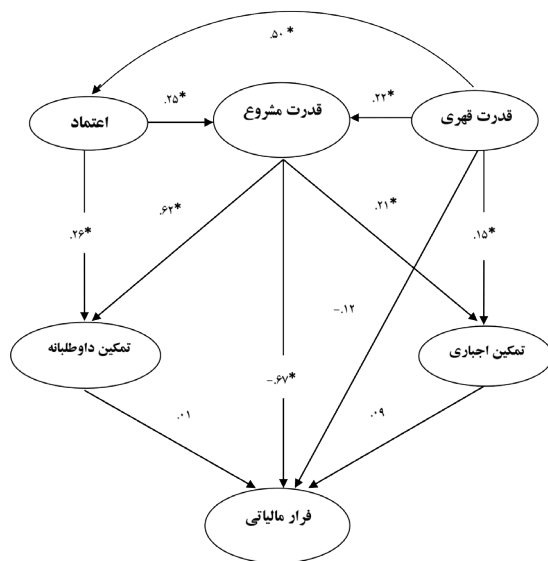 .۵۰*
.۲۵*
.۲۲*
قدرت قهری
قدرت مشروع
اعتماد
.۲۶*
.۶۲*
.۲۱*
.۱۵*
-.۱۲
تمکین داوطلبانه
تمکین اجباری
-.۶۷*
.۰۱
.۰۹
فرار مالیاتی